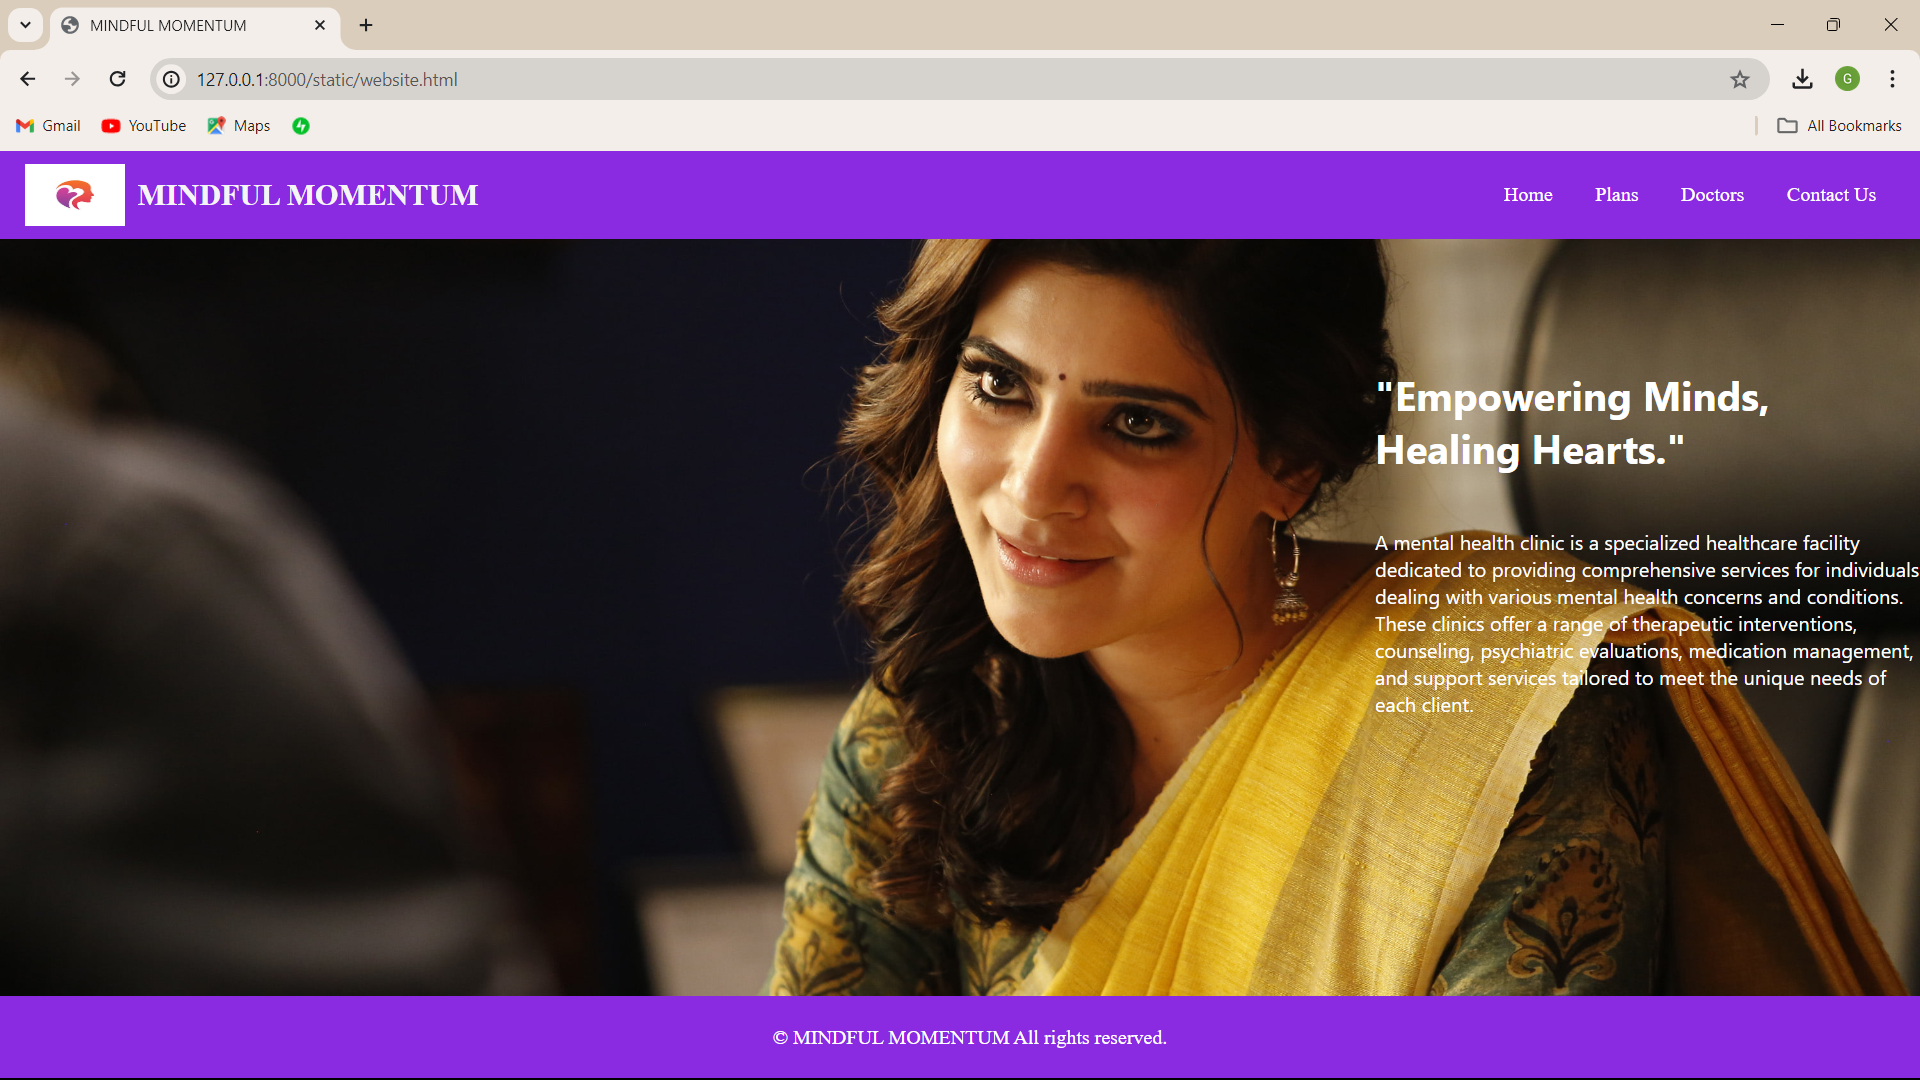 MINDFUL MOMENTUM
127.0.0.1:8000/static/website.html
G
Gmail YouTube Maps All Bookmarks
MINDFUL MOMENTUM Home Plans Doctors Contact Us
"Empowering Minds,
Healing Hearts."
A mental health clinic is a specialized healthcare facility
dedicated to providing comprehensive services for individuals
dealing with various mental health concerns and conditions.
These clinics offer a range of therapeutic interventions,
counseling, psychiatric evaluations, medication management,
and support services tailored to meet the unique needs of
each client.
© MINDFUL MOMENTUM All rights reserved.